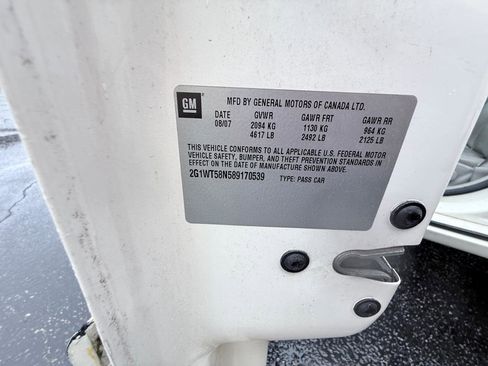 GM
MFD BY GENERAL MOTORS OF CANADA LTD.
DATE GVWR GAWR FRT GAWR RR
08/07 2094 KG 1130 KG 964 KG
4617 LB 2492 LB 2125 LB
THIS VEHICLE CONFORMS TO ALL APPLICABLE U.S. FEDERAL MOTOR
VEHICLE SAFETY, BUMPER, AND THEFT PREVENTION STANDARDS IN
EFFECT ON THE DATE OF MANUFACTURE SHOWN ABOVE.
2G1WT58N589170539 TYPE: PASS CAR